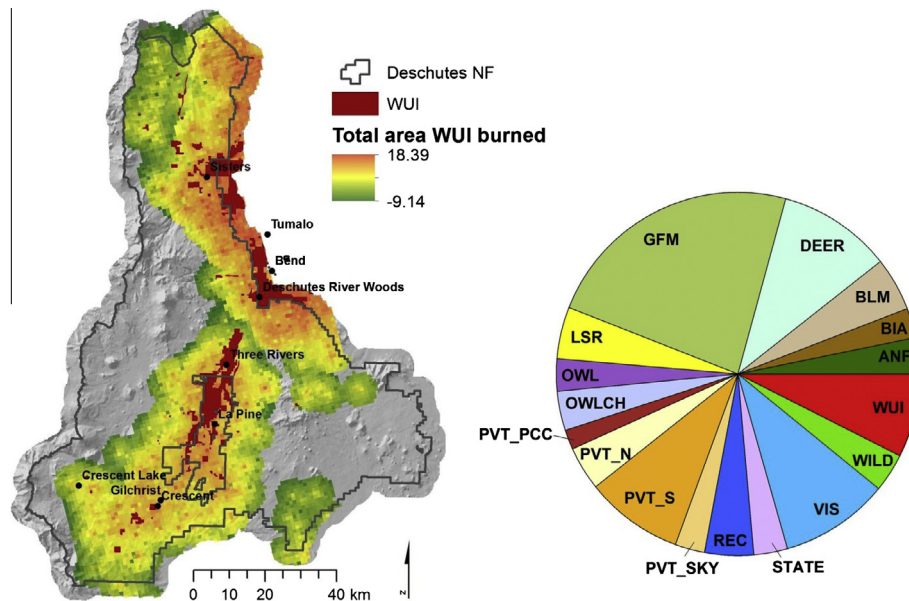 Deschutes NF
WUI
Total area WUI burned
18.39
-9.14
Sisters
Tumalo
Bend
Deschutes River Woods
Three Rivers
La Pine
Crescent Lake
Gilchrist
Crescent
0 10 20 40 km
z
GFM
DEER
BLM
BIA
ANF
LSR
OWL
OWLCH
PVT_PCC
PVT_N
PVT_S
PVT_SKY
REC
STATE
VIS
WILD
WUI